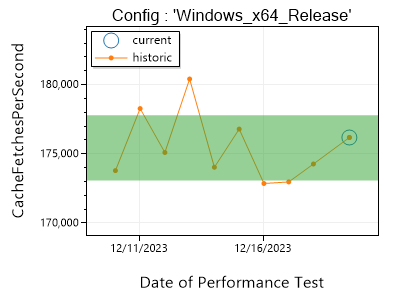 Config : 'Windows_x64_Release'
current
historic
CacheFetchesPerSecond
180,000
175,000
170,000
12/11/2023
12/16/2023
Date of Performance Test